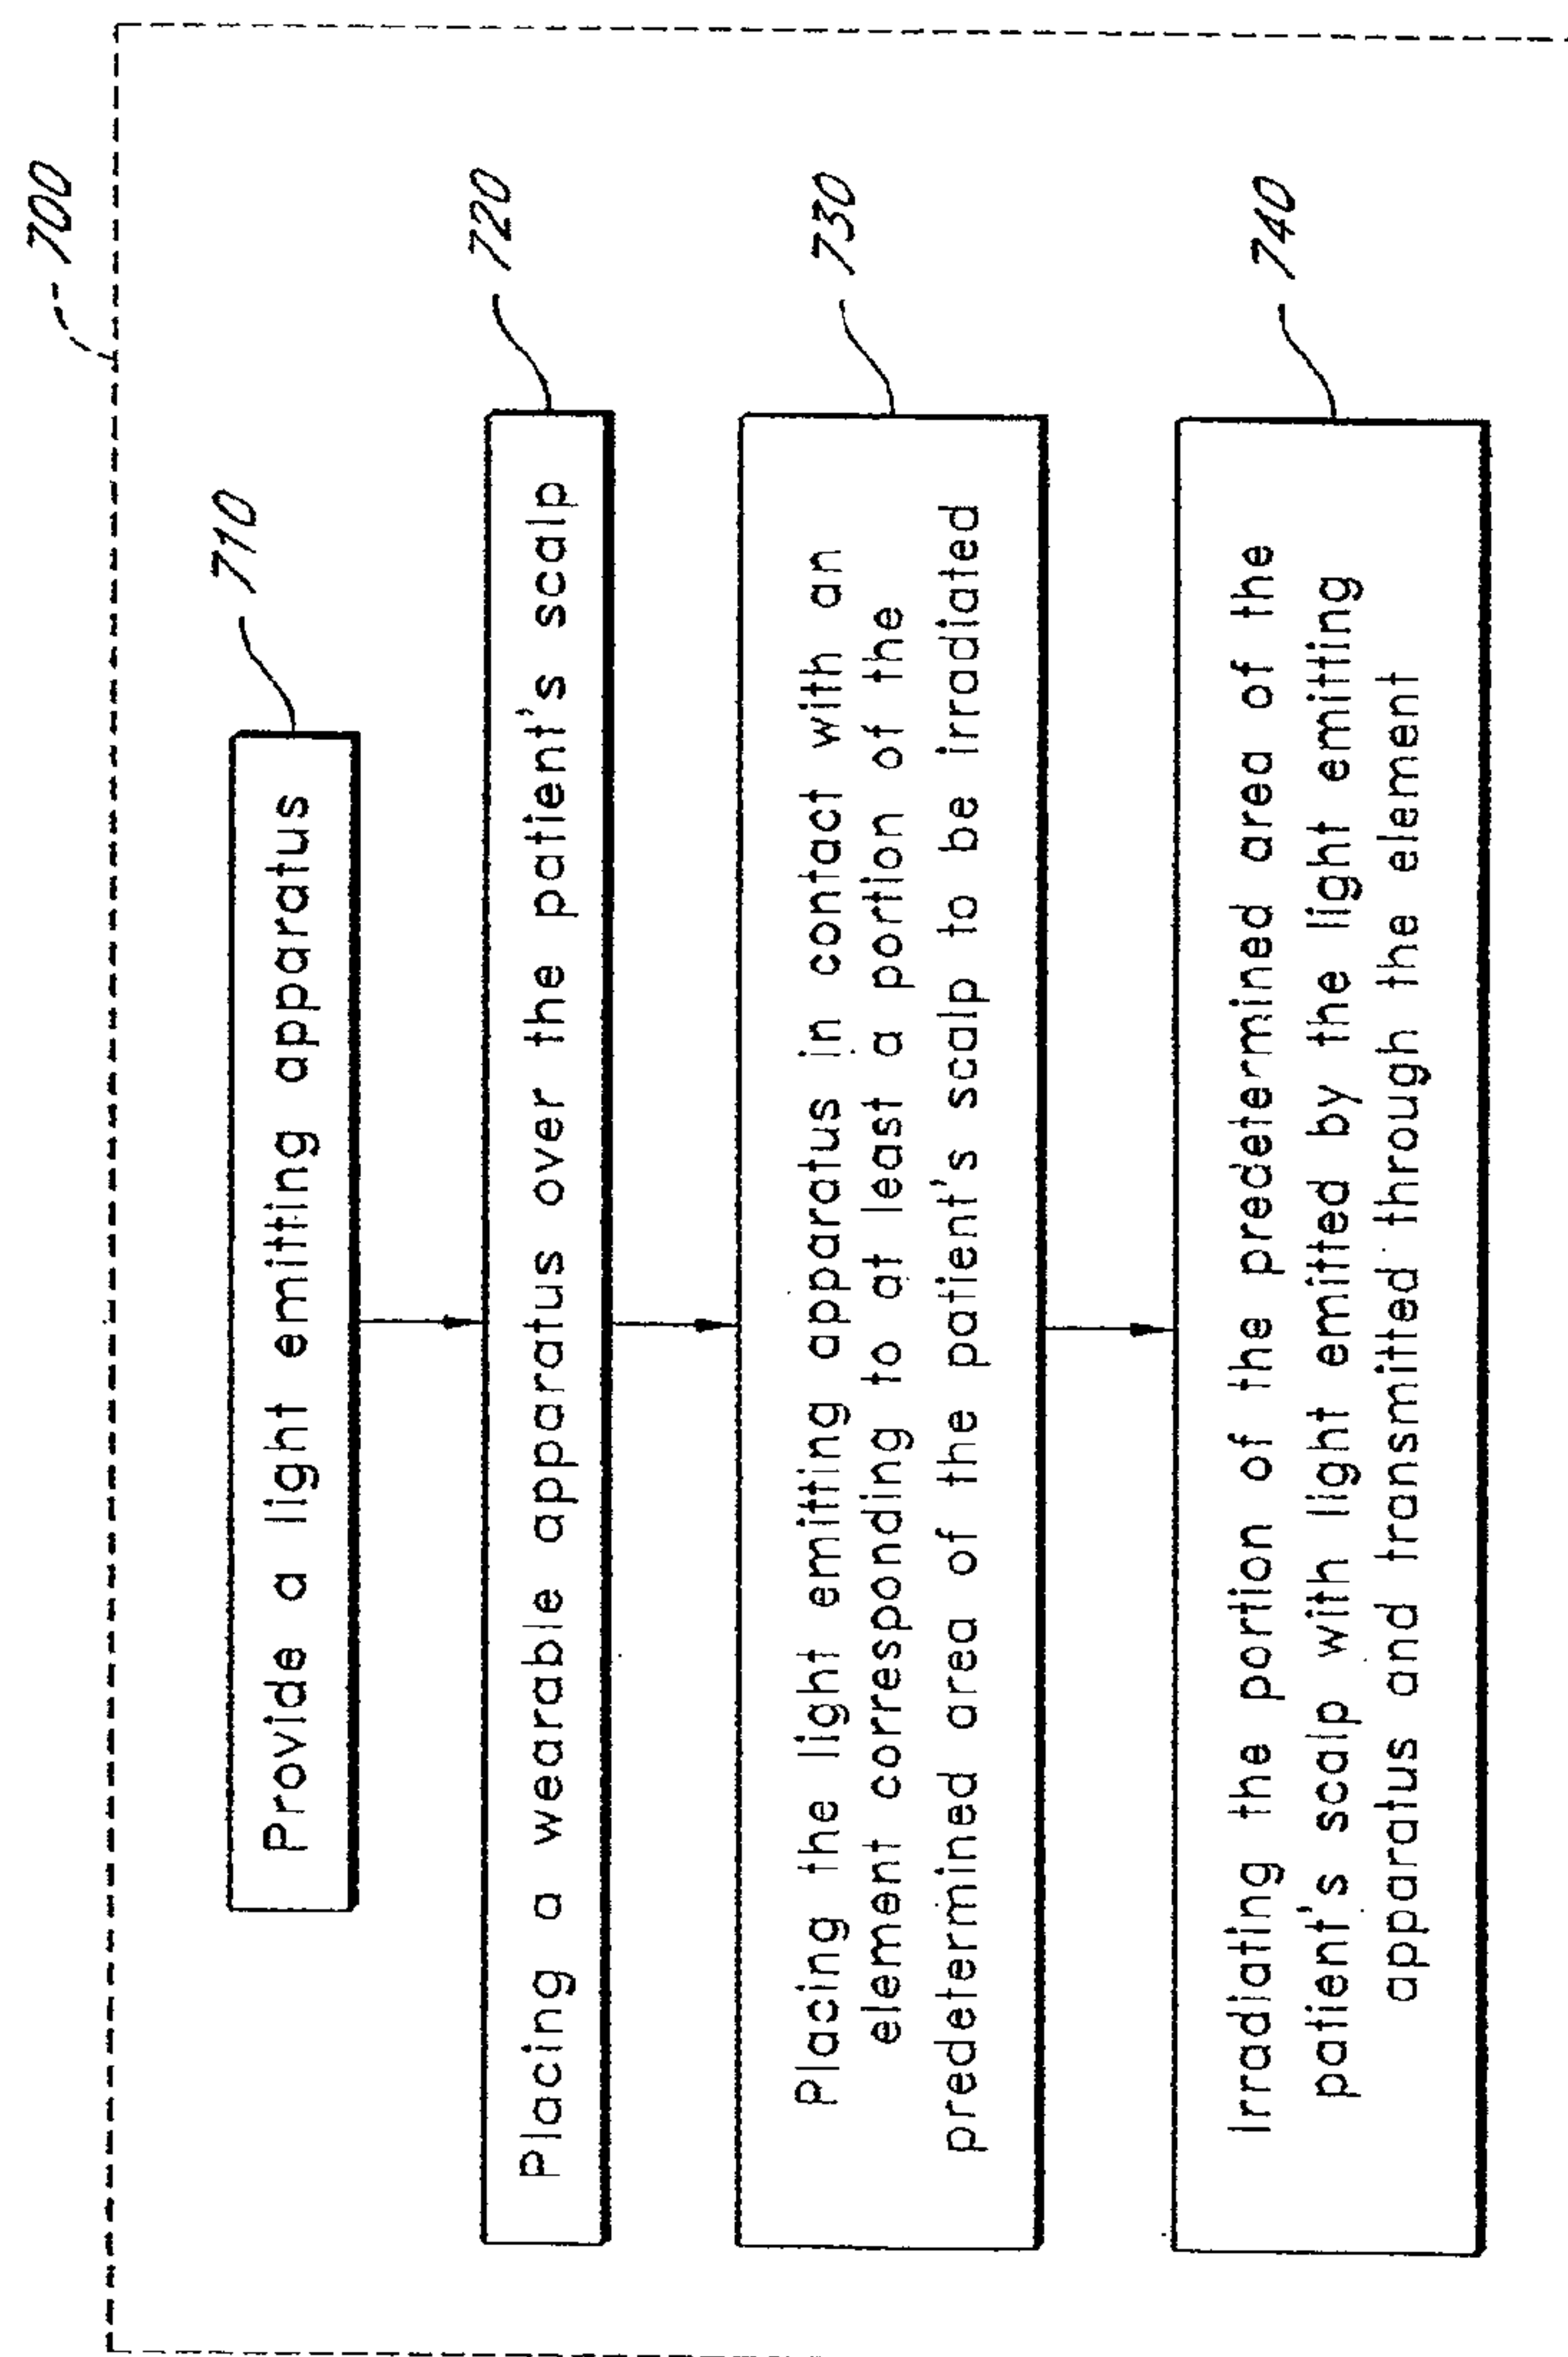 700
710
Provide a light emitting apparatus
720
Placing a wearable apparatus over the patient's scalp
730
Placing the light emitting apparatus in contact with an
element corresponding to at least a portion of the
predetermined area of the patient's scalp to be irradiated
740
Irradiating the portion of the predetermined area of the
patient's scalp with light emitted by the light emitting
apparatus and transmitted through the element